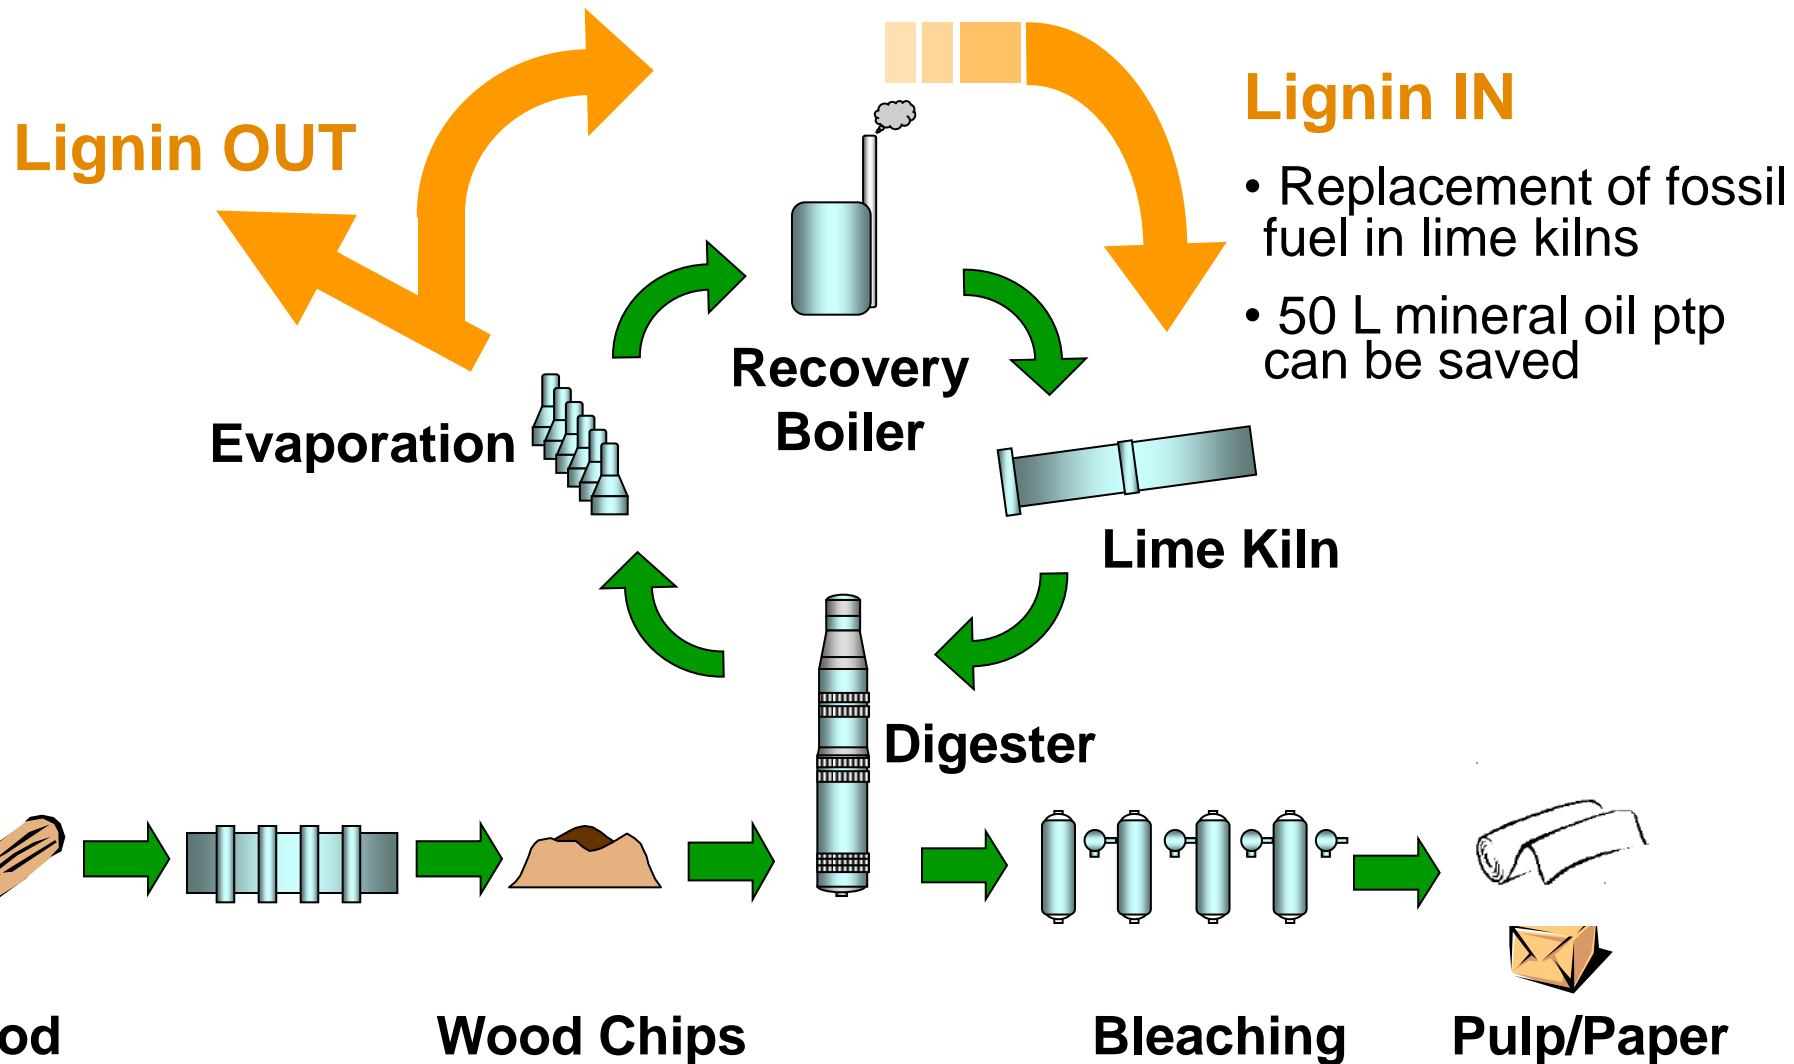 Lignin OUT
Lignin IN
• Replacement of fossil
fuel in lime kilns
• 50 L mineral oil ptp
can be saved
Recovery
Boiler
Evaporation
Lime Kiln
Digester
od
Wood Chips
Bleaching
Pulp/Paper